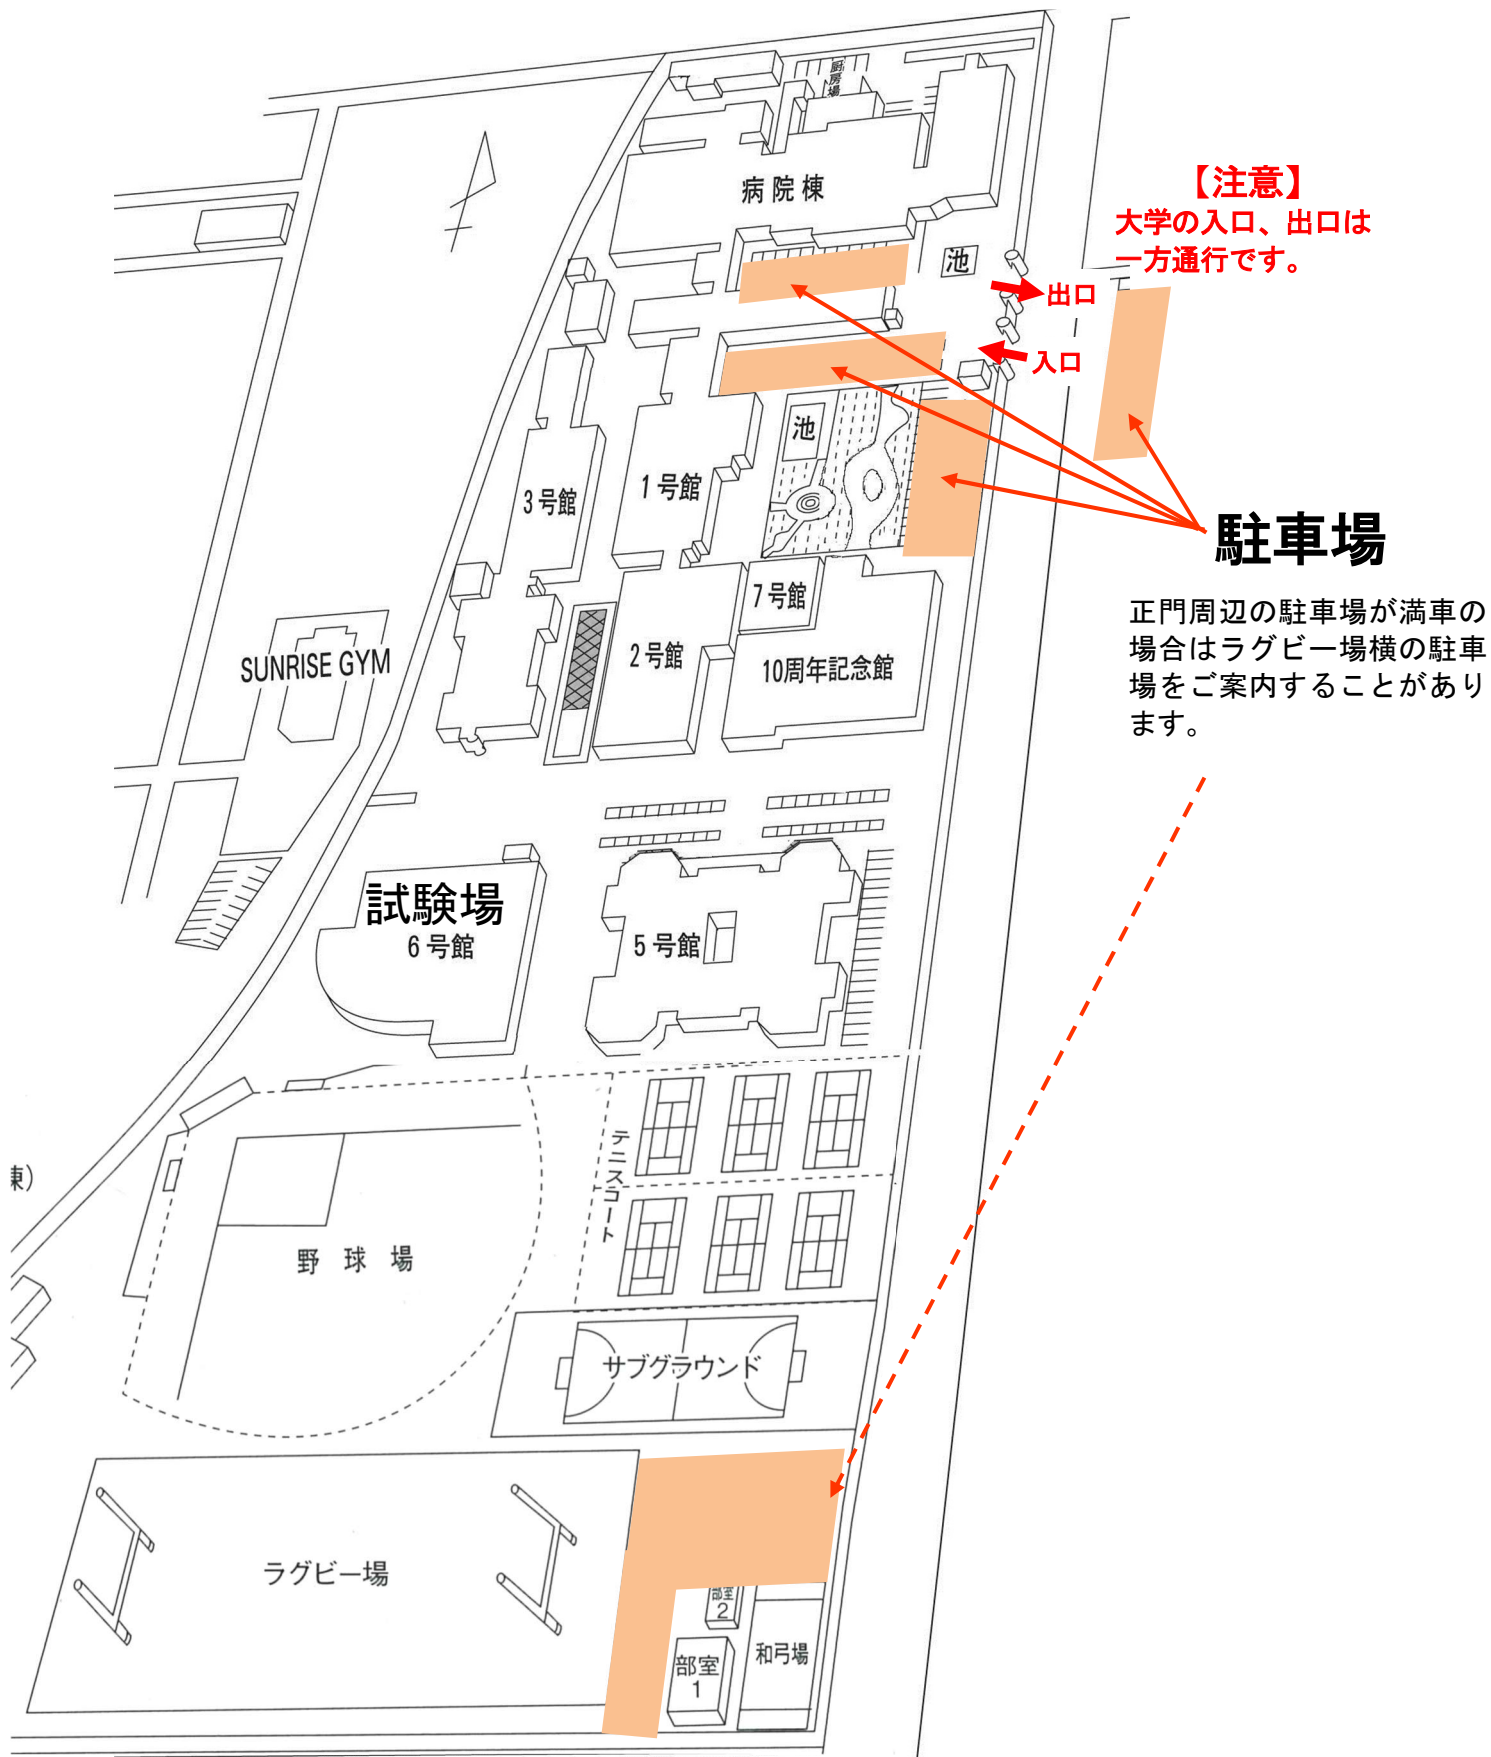 厨房場
病院棟
【注意】
大学の入口、出口は
一方通行です。
池
出口
入口
池
1号館
3号館
駐車場
7号館
正門周辺の駐車場が満車の
場合はラグビー場横の駐車
場をご案内することがあり
ます。
2号館
10周年記念館
SUNRISE GYM
試験場
6号館
5号館
テニスコート
棟)
野球場
サブグラウンド
ラグビー場
部室
2
和弓場
部室
1